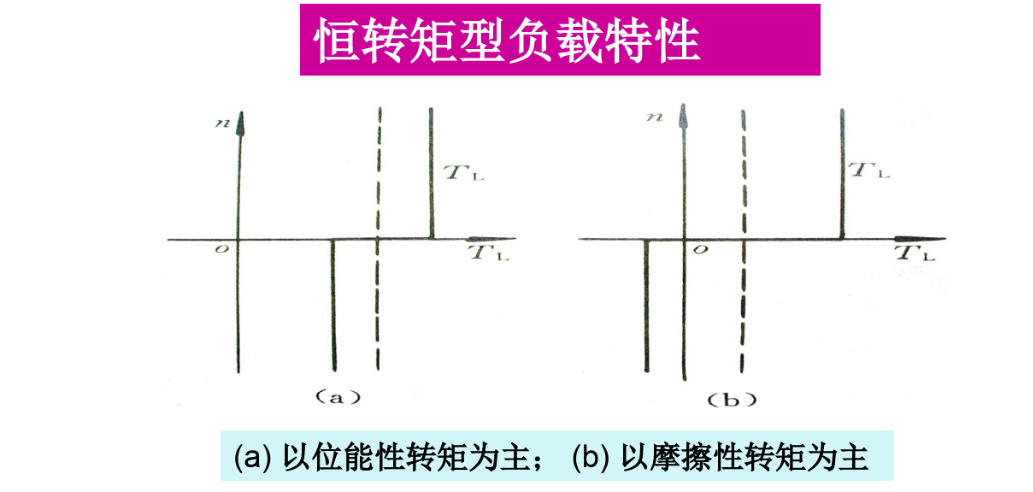 恒转矩型负载特性
n n
T_L T_L
O T_L O T_L
(a) (b)
(a) 以位能性转矩为主; (b) 以摩擦性转矩为主